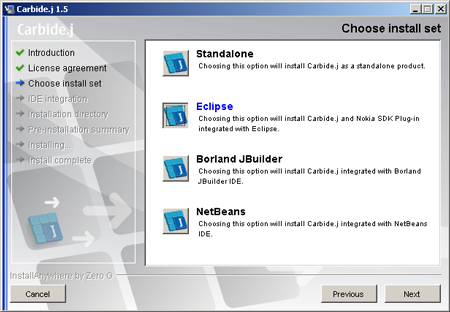 Carbide.j 1.5
Carbide.j
Choose install set
Introduction
License agreement
Choose install set
IDE integration
Installation directory
Pre-installation summary
Installing...
Install complete
Standalone
Choosing this option will install Carbide.j as a standalone product.
Eclipse
Choosing this option will install Carbide.j and Nokia SDK Plug-in
integrated with Eclipse.
Borland JBuilder
Choosing this option will install Carbide.j integrated with Borland
JBuilder IDE.
NetBeans
Choosing this option will install Carbide.j integrated with NetBeans
IDE.
InstallAnywhere by Zero G
Cancel
Previous
Next